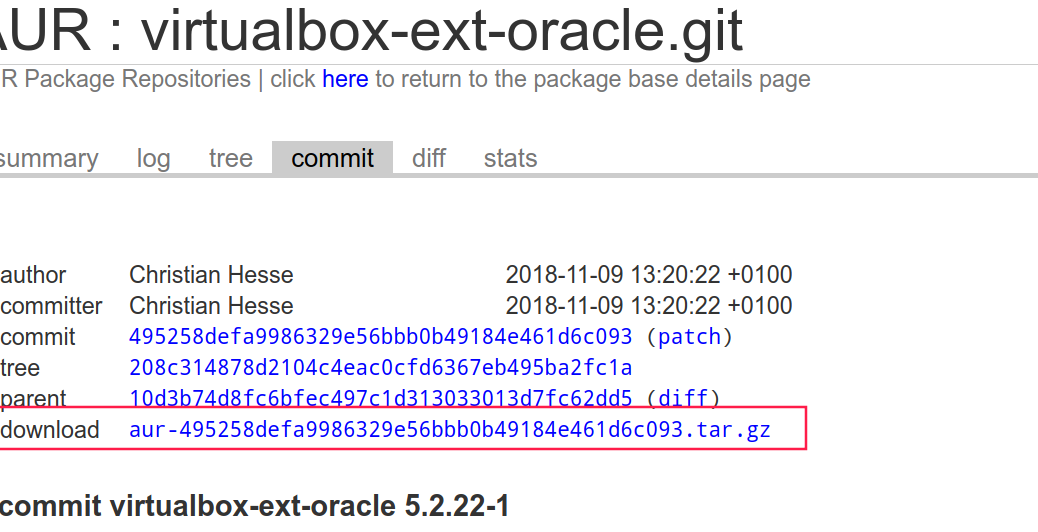 AUR : virtualbox-ext-oracle.git
R Package Repositories | click here to return to the package base details page
summary log tree commit diff stats
author Christian Hesse 2018-11-09 13:20:22 +0100
committer Christian Hesse 2018-11-09 13:20:22 +0100
commit 495258defa9986329e56bbb0b49184e461d6c093 (patch)
tree 208c314878d2104c4eac0cfd6367eb495ba2fc1a
parent 10d3b74d8fc6bfec497c1d313033013d7fc62dd5 (diff)
download aur-495258defa9986329e56bbb0b49184e461d6c093.tar.gz
commit virtualbox-ext-oracle 5.2.22-1